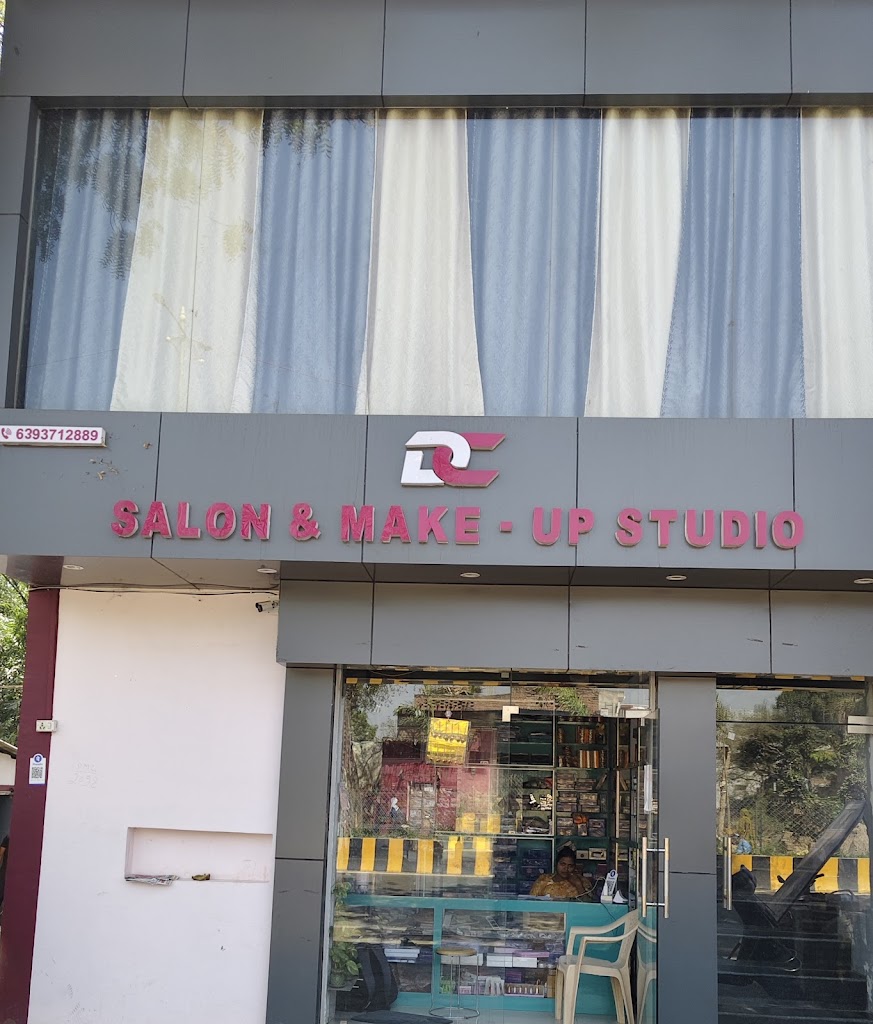 6393712889
DC
SALON & MAKE - UP STUDIO